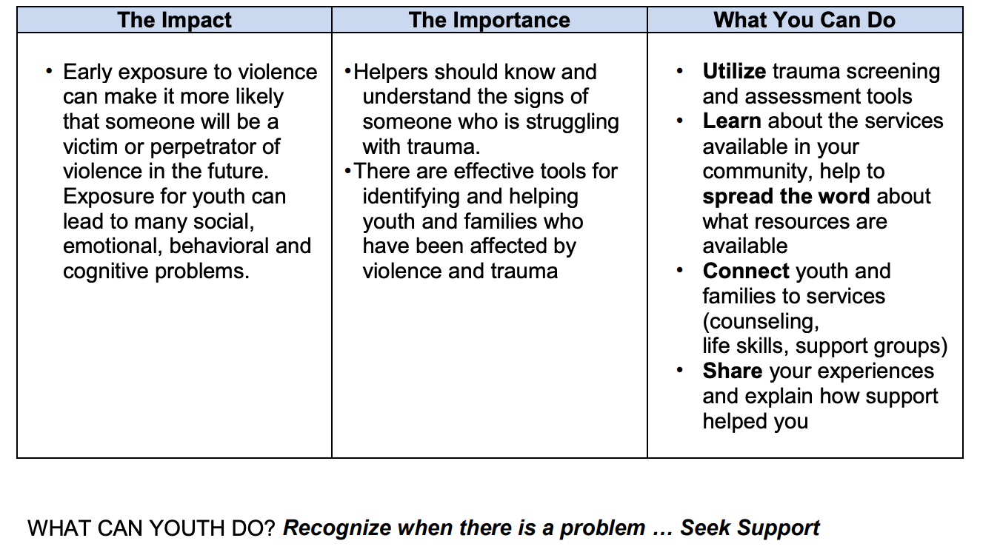 The Impact
The Importance
What You Can Do
• Early exposure to violence
can make it more likely
that someone will be a
victim or perpetrator of
violence in the future.
Exposure for youth can
lead to many social,
emotional, behavioral and
cognitive problems.
•Helpers should know and
understand the signs of
someone who is struggling
with trauma.
•There are effective tools for
identifying and helping
youth and families who
have been affected by
violence and trauma
• Utilize trauma screening
and assessment tools
• Learn about the services
available in your
community, help to
spread the word about
what resources are
available
• Connect youth and
families to services
(counseling,
life skills, support groups)
• Share your experiences
and explain how support
helped you
WHAT CAN YOUTH DO? Recognize when there is a problem … Seek Support